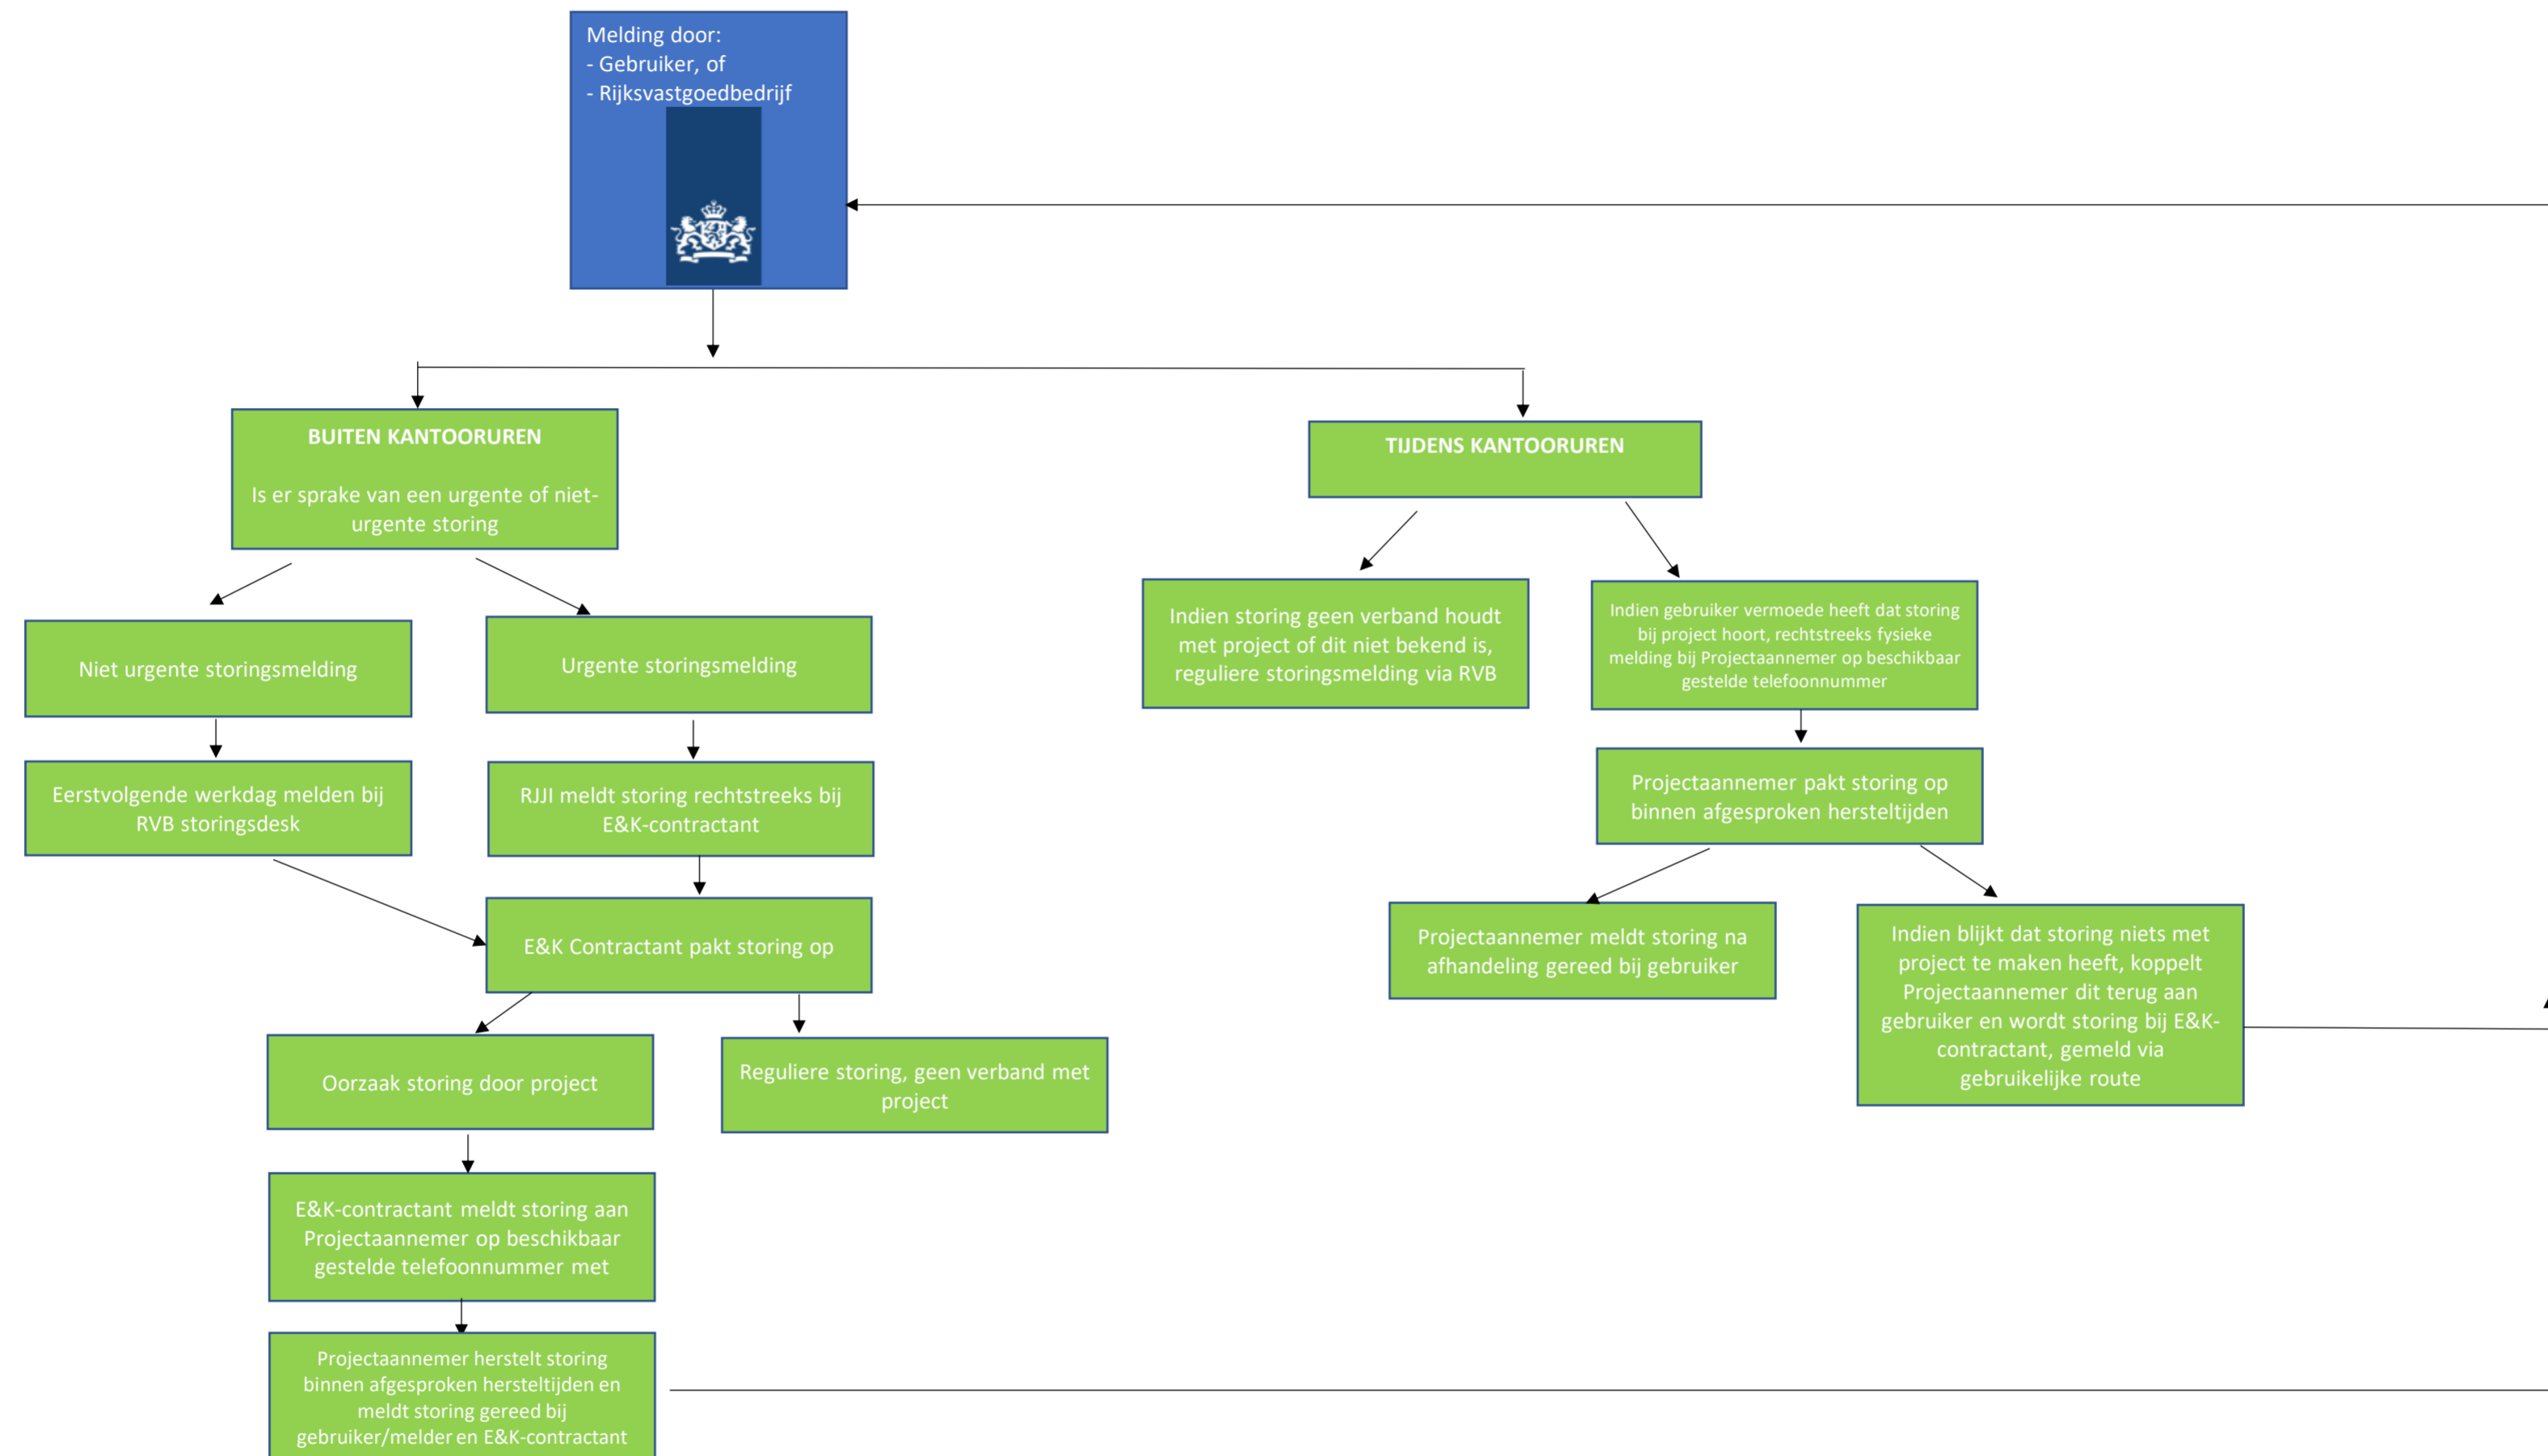 Melding door:
- Gebruiker, of
- Rijksvastgoedbedrijf
BUITEN KANTOORUREN
Is er sprake van een urgente of niet-
urgente storing
TIJDENS KANTOORUREN
Niet urgente storingsmelding
Urgente storingsmelding
Indien storing geen verband houdt
met project of dit niet bekend is,
reguliere storingsmelding via RVB
Indien gebruiker vermoede heeft dat storing
bij project hoort, rechtstreeks fysieke
melding bij Projectaannemer op beschikbaar
gestelde telefoonnummer
Eerstvolgende werkdag melden bij
RVB storingsdesk
RJJI meldt storing rechtstreeks bij
E&K-contractant
Projectaannemer pakt storing op
binnen afgesproken hersteltijden
E&K Contractant pakt storing op
Projectaannemer meldt storing na
afhandeling gereed bij gebruiker
Indien blijkt dat storing niets met
project te maken heeft, koppelt
Projectaannemer dit terug aan
gebruiker en wordt storing bij E&K-
contractant, gemeld via
gebruikelijke route
Oorzaak storing door project
Reguliere storing, geen verband met
project
E&K-contractant meldt storing aan
Projectaannemer op beschikbaar
gestelde telefoonnummer met
Projectaannemer herstelt storing
binnen afgesproken hersteltijden en
meldt storing gereed bij
gebruiker/melder en E&K-contractant